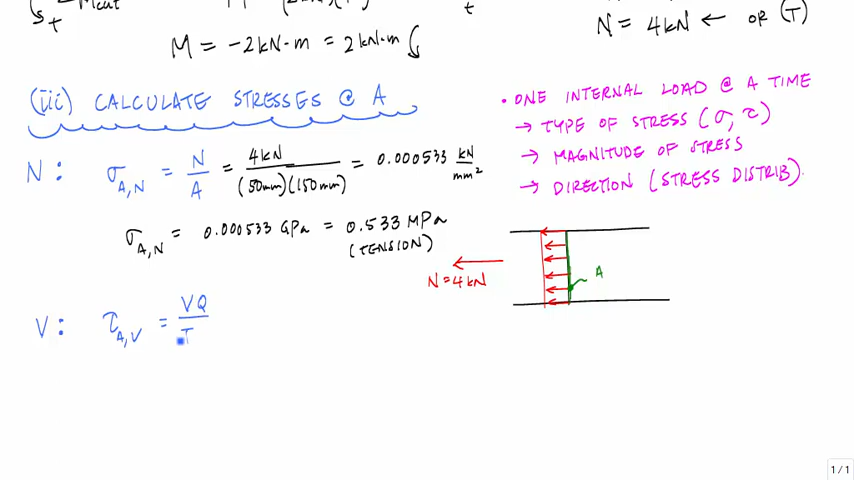 M = -2kN·m = 2kN·m
N = 4kN ← OR (T)
(iii) CALCULATE STRESSES @ A
• ONE INTERNAL LOAD @ A TIME
→ TYPE OF STRESS (σ, τ)
→ MAGNITUDE OF STRESS
→ DIRECTION (STRESS DISTRIB).
N: σA,N = N/A = 4kN/(50mm)(150mm) = 0.000533 kN/mm²
σA,N = 0.000533 GPa = 0.533 MPa
(TENSION)
N=4kN
A
V: τA,V = VQ/I
1/1